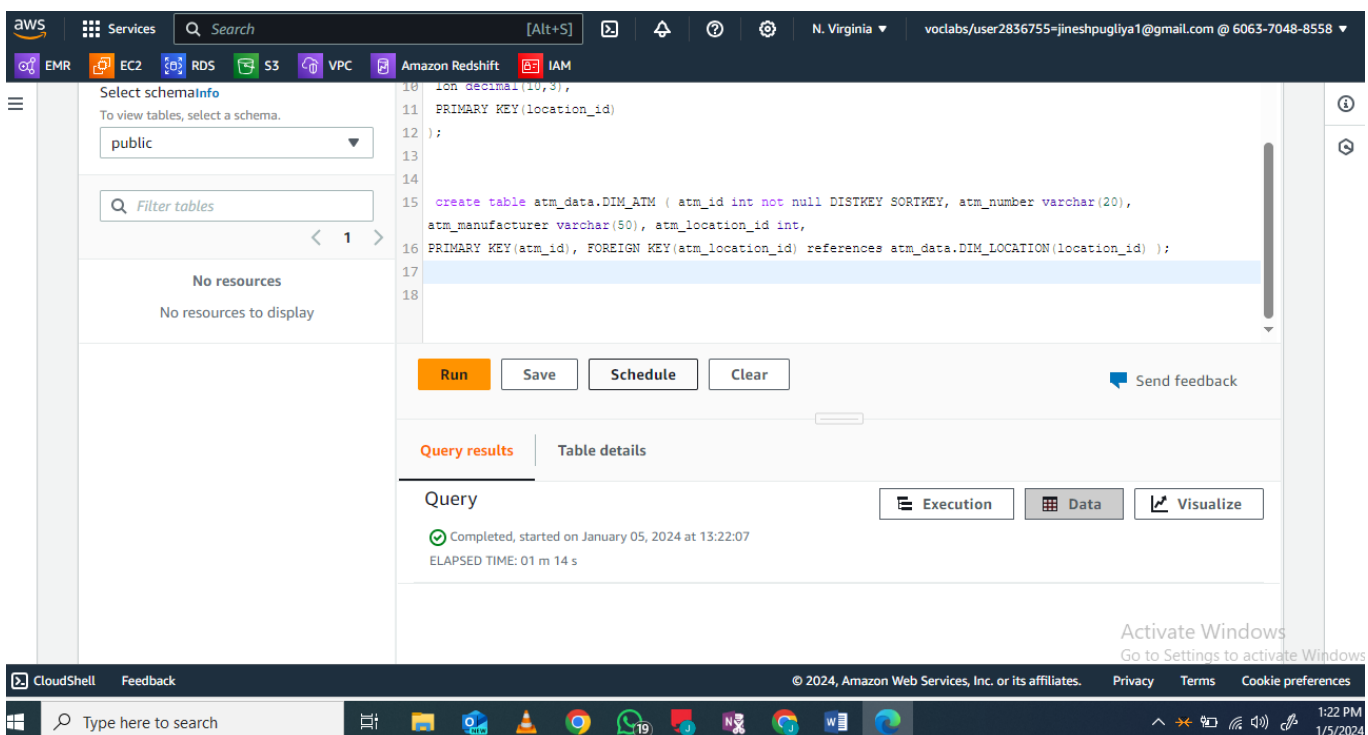 aws
Services
Search
[Alt+S]
N. Virginia
voclabs/user2836755=jineshpugliya1@gmail.com @ 6063-7048-8558
EMR
EC2
RDS
S3
VPC
Amazon Redshift
IAM
Select schemaInfo
To view tables, select a schema.
public
Filter tables
1
No resources
No resources to display
10 lon decimal(10,3),
11 PRIMARY KEY(location_id)
12 );
13
14
15 create table atm_data.DIM_ATM ( atm_id int not null DISTKEY SORTKEY, atm_number varchar(20),
atm_manufacturer varchar(50), atm_location_id int,
16 PRIMARY KEY(atm_id), FOREIGN KEY(atm_location_id) references atm_data.DIM_LOCATION(location_id) );
17
18
Run
Save
Schedule
Clear
Send feedback
Query results
Table details
Query
Execution
Data
Visualize
Completed, started on January 05, 2024 at 13:22:07
ELAPSED TIME: 01 m 14 s
Activate Windows
Go to Settings to activate Windows
CloudShell
Feedback
© 2024, Amazon Web Services, Inc. or its affiliates.
Privacy
Terms
Cookie preferences
Type here to search
NEW
19
1:22 PM
1/5/2024